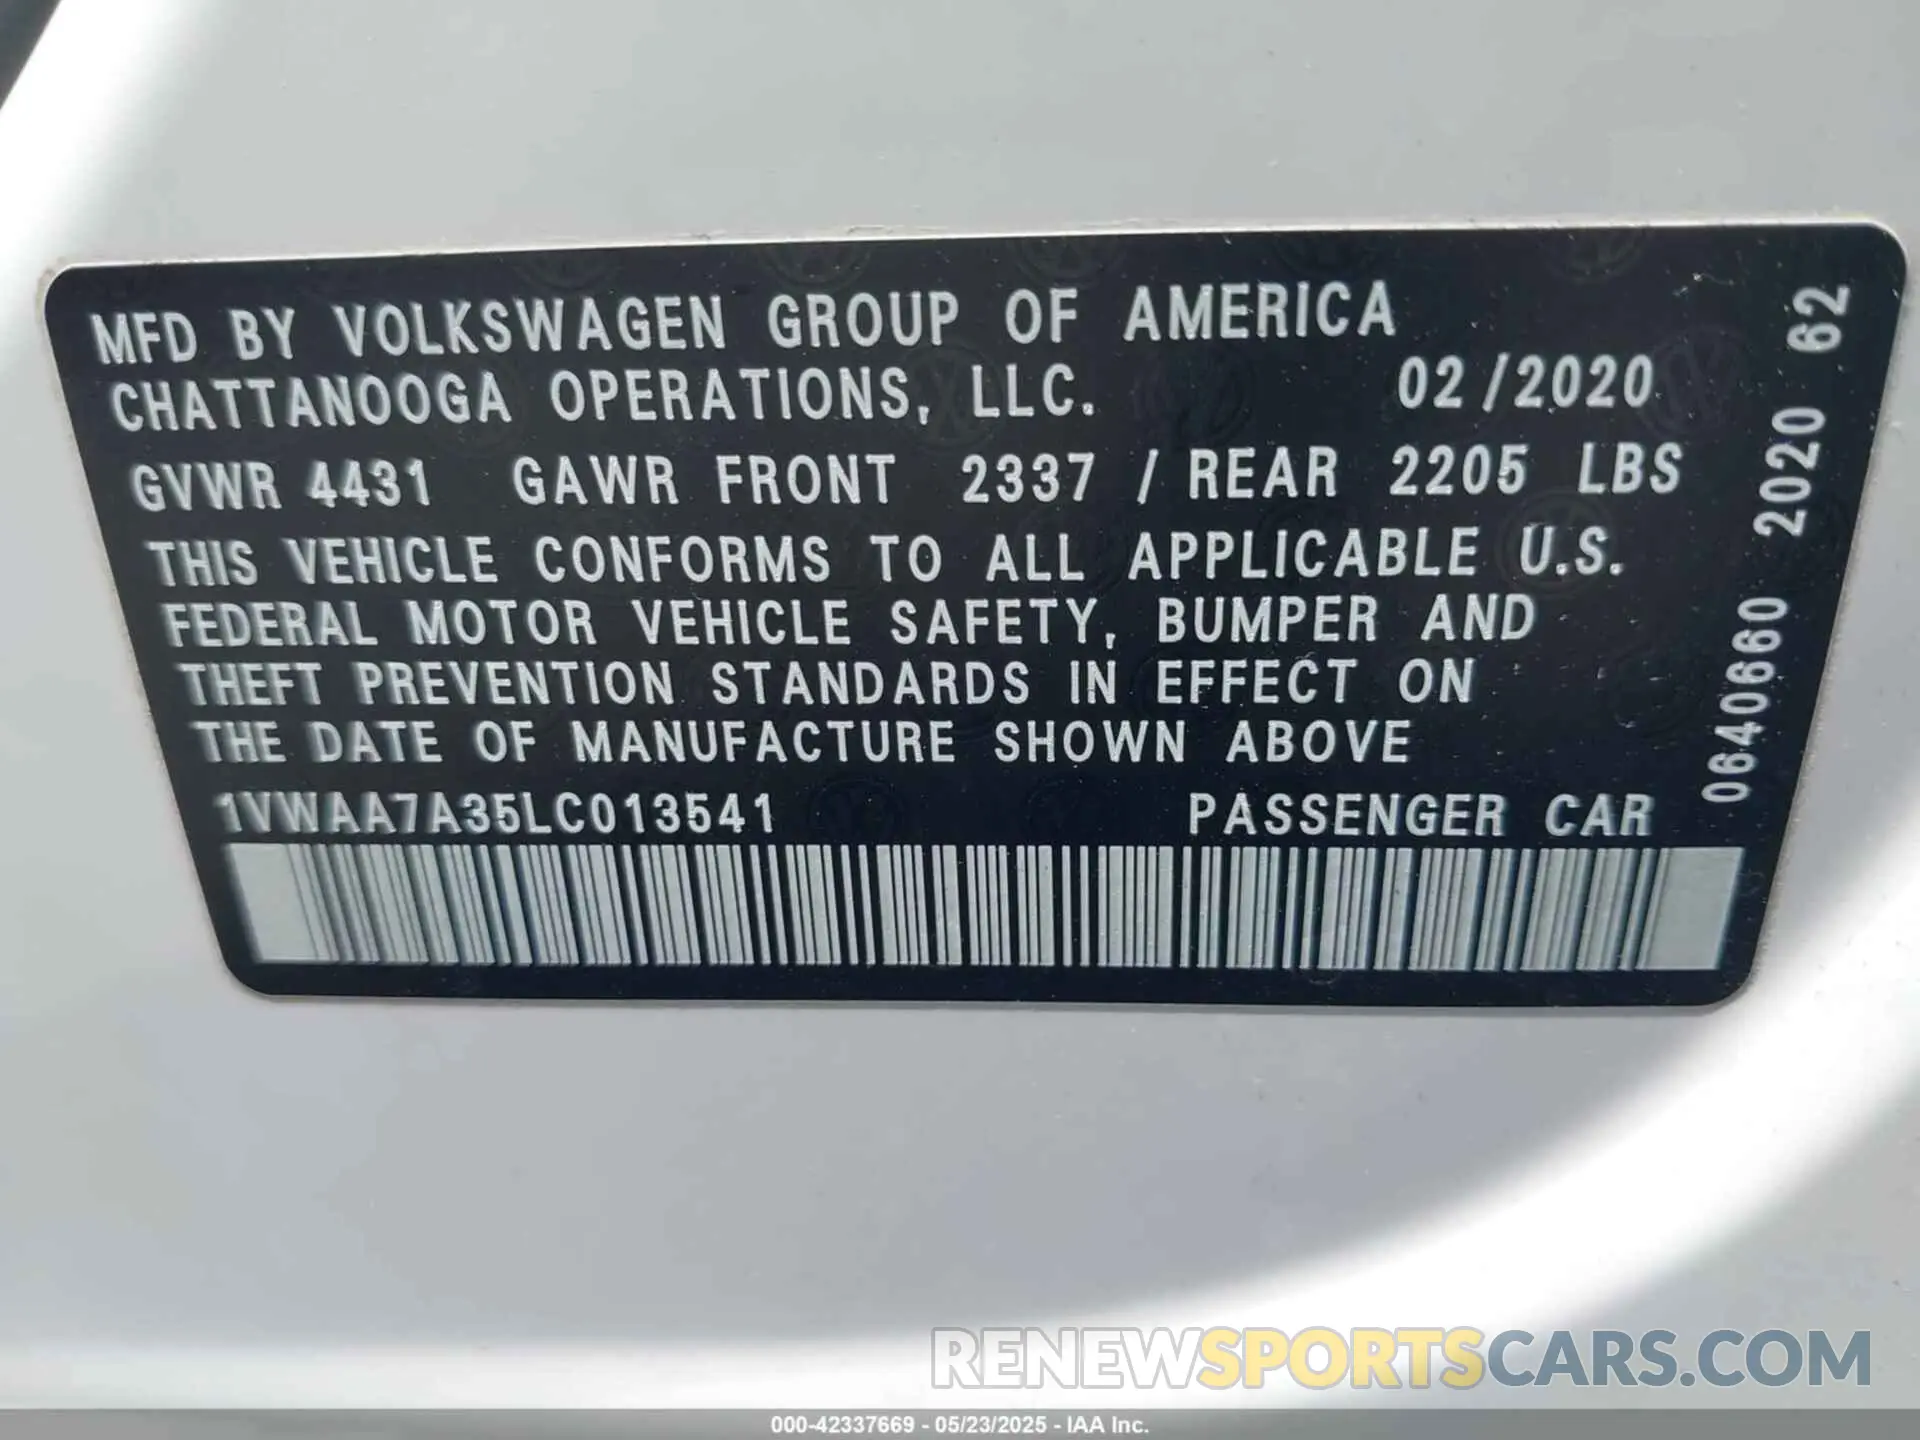 MFD BY VOLKSWAGEN GROUP OF AMERICA
CHATTANOOGA OPERATIONS, LLC. 02/2020
GVWR 4431 GAWR FRONT 2337 / REAR 2205 LBS
THIS VEHICLE CONFORMS TO ALL APPLICABLE U.S.
FEDERAL MOTOR VEHICLE SAFETY, BUMPER AND
THEFT PREVENTION STANDARDS IN EFFECT ON
THE DATE OF MANUFACTURE SHOWN ABOVE
1VWAA7A35LC013541 PASSENGER CAR
0640660 2020 62
RENEWSPORTSCARS.COM
000-42337669 - 05/23/2025 - IAA Inc.